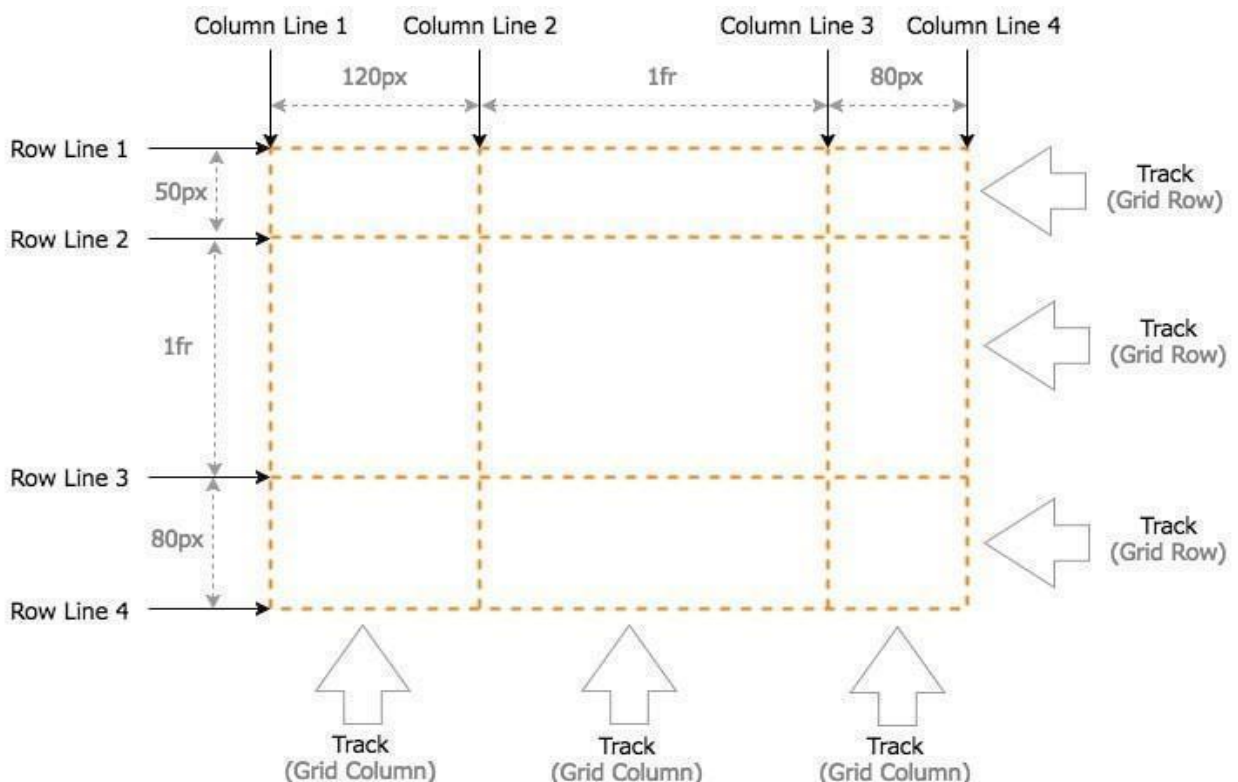 Column Line 1
Column Line 2
Column Line 3
Column Line 4
120px
1fr
80px
Row Line 1
50px
Row Line 2
1fr
Row Line 3
80px
Row Line 4
Track
(Grid Row)
Track
(Grid Row)
Track
(Grid Row)
Track
(Grid Column)
Track
(Grid Column)
Track
(Grid Column)